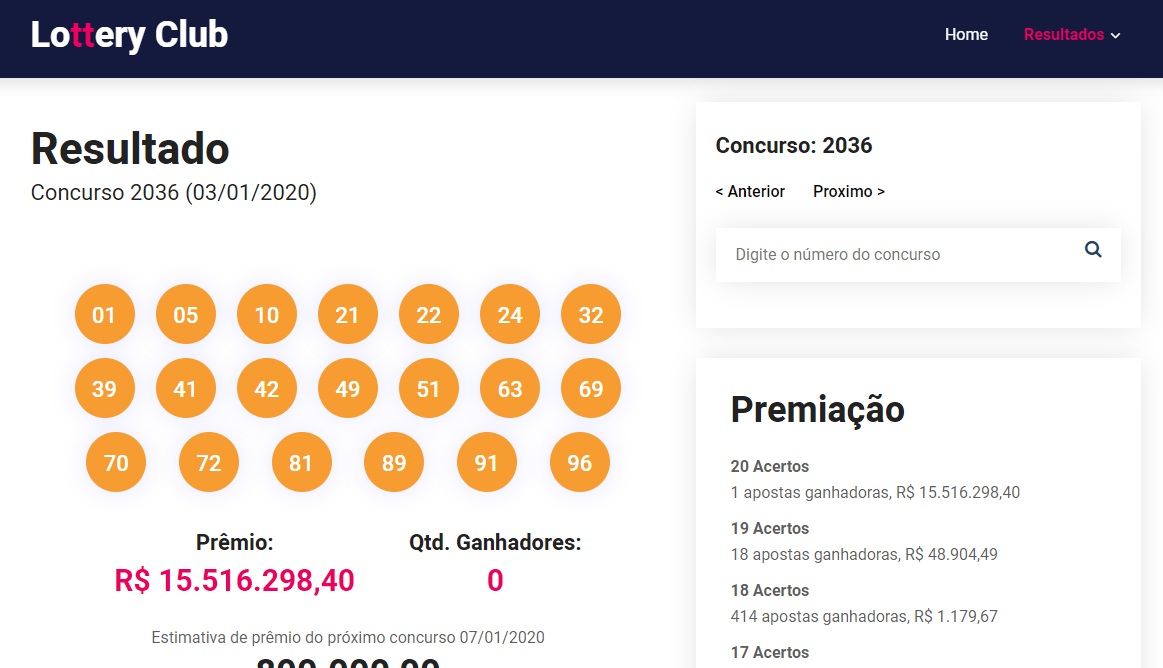 Lottery Club
Home
Resultados
Resultado
Concurso 2036 (03/01/2020)
01 05 10 21 22 24 32
39 41 42 49 51 63 69
70 72 81 89 91 96
Prêmio:
R$ 15.516.298,40
Qtd. Ganhadores:
0
Estimativa de prêmio do próximo concurso 07/01/2020
Concurso: 2036
< Anterior
Proximo >
Digite o número do concurso
Premiação
20 Acertos
1 apostas ganhadoras, R$ 15.516.298,40
19 Acertos
18 apostas ganhadoras, R$ 48.904,49
18 Acertos
414 apostas ganhadoras, R$ 1.179,67
17 Acertos